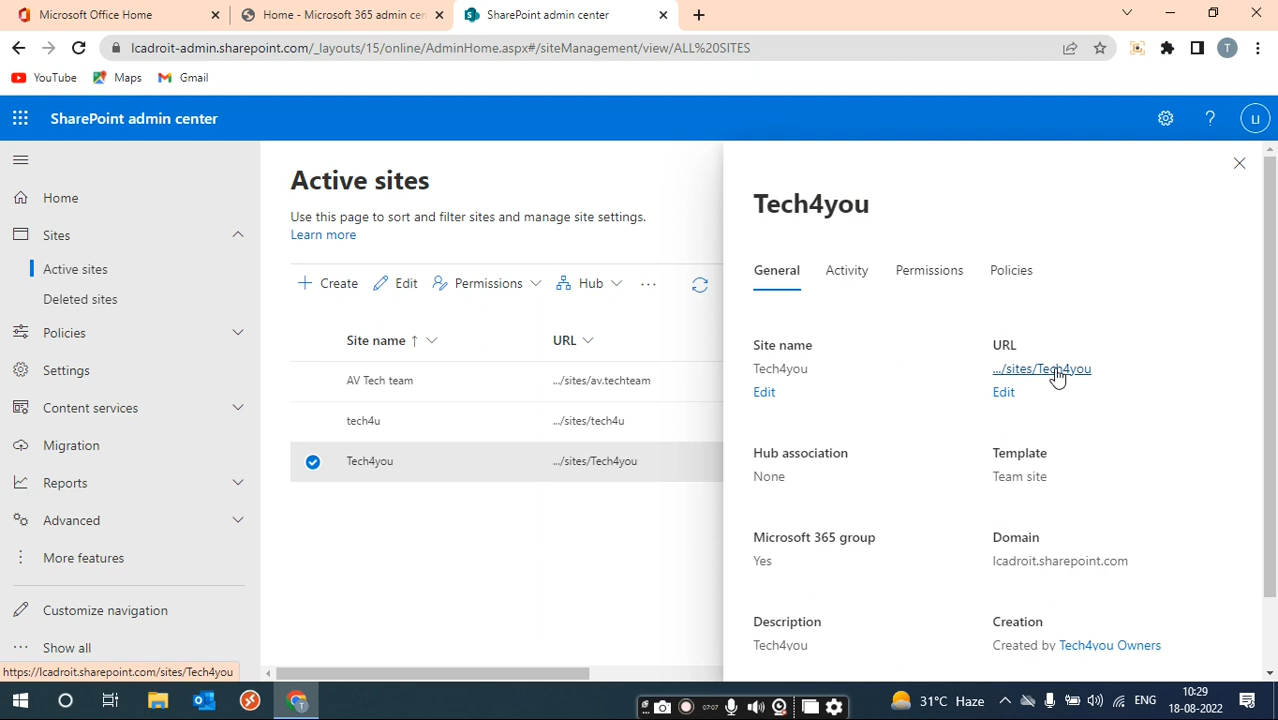 Microsoft Office Home
Home - Microsoft 365 admin cen
SharePoint admin center
lcadroit-admin.sharepoint.com/_layouts/15/online/AdminHome.aspx#/siteManagement/view/ALL%20SITES
T
YouTube
Maps
Gmail
SharePoint admin center
LI
Home
Sites
Active sites
Deleted sites
Policies
Settings
Content services
Migration
Reports
Advanced
More features
Customize navigation
Show all
https://lcadroit.sharepoint.com/sites/Tech4you
Active sites
Use this page to sort and filter sites and manage site settings.
Learn more
Create
Edit
Permissions
Hub
Site name ↑
URL
AV Tech team
.../sites/av.techteam
tech4u
.../sites/tech4u
Tech4you
.../sites/Tech4you
Tech4you
General
Activity
Permissions
Policies
Site name
Tech4you
Edit
URL
.../sites/Tech4you
Edit
Hub association
None
Template
Team site
Microsoft 365 group
Yes
Domain
lcadroit.sharepoint.com
Description
Tech4you
Creation
Created by Tech4you Owners
07:07
31°C Haze
ENG
10:29
18-08-2022